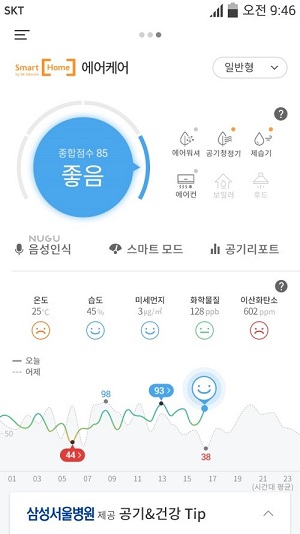 SKT 오전 9:46
Smart [Home] 에어케어
by SK telecom
일반형
?
종합점수 85
좋음
에어워셔 공기청정기 제습기
에어컨 보일러 후드
NUGU
음성인식 스마트 모드 공기리포트
?
온도 습도 미세먼지 화학물질 이산화탄소
25℃ 45% 3㎍/㎥ 128 ppb 602 ppm
오늘
어제
98 93 >
50
44 > 38
01 03 05 07 09 11 13 15 17 19 21 23
(시간대 평균)
삼성서울병원 제공 공기&건강 Tip